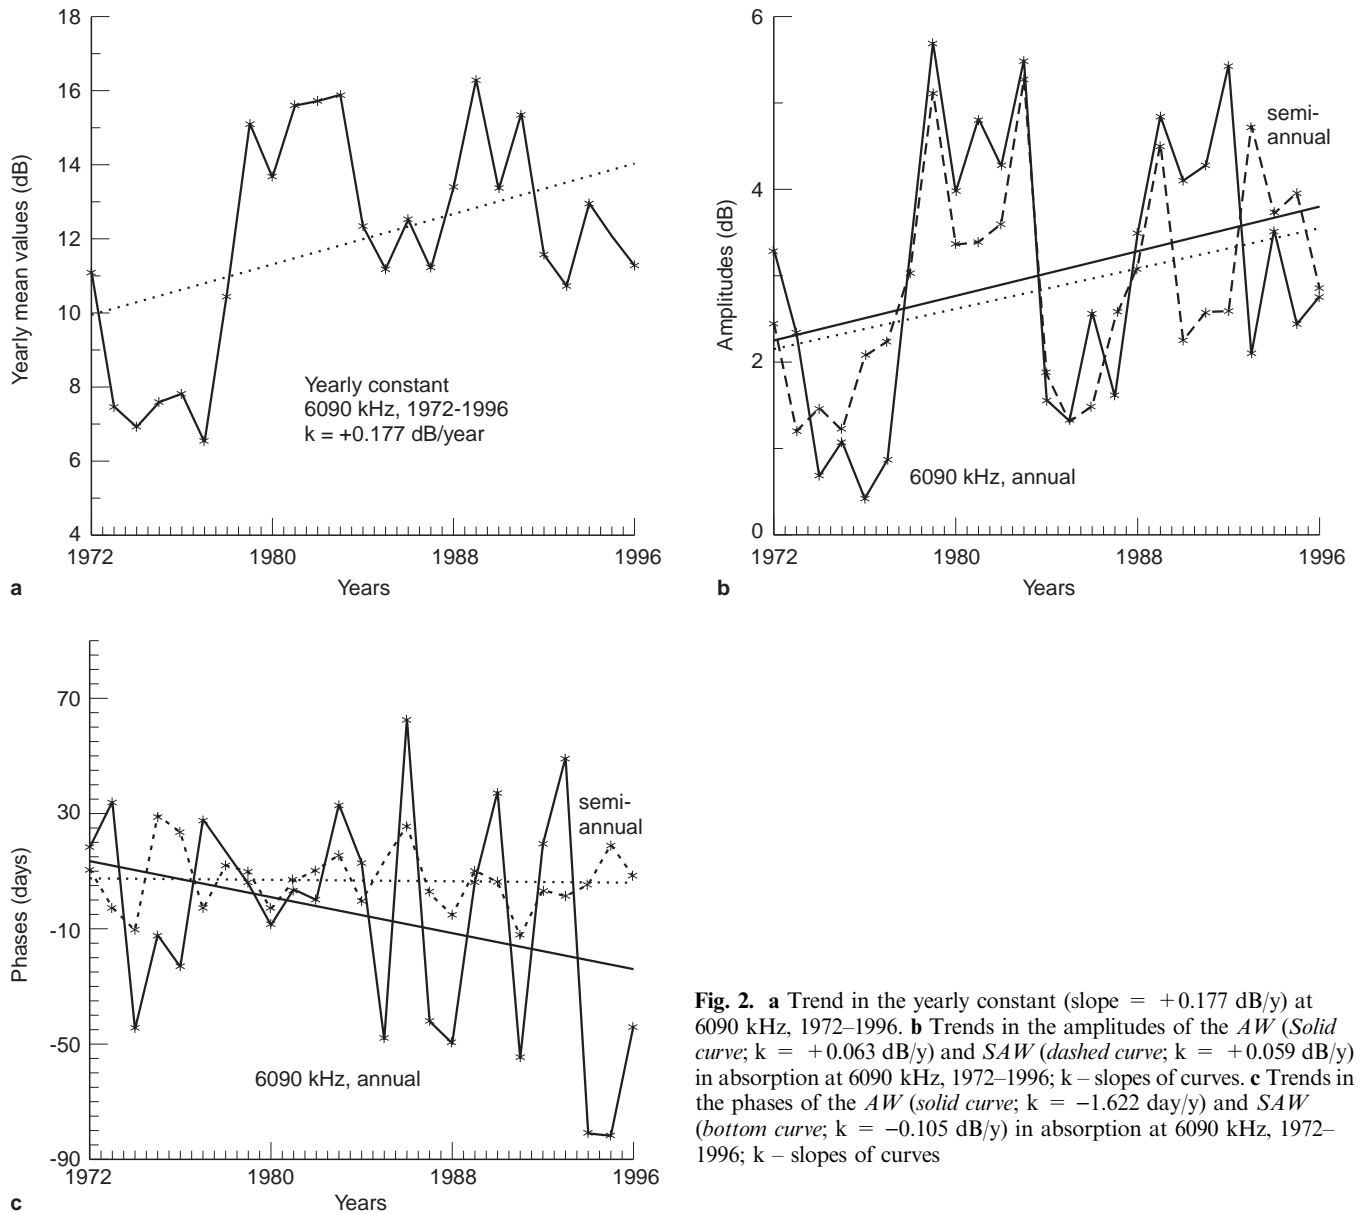 18
16
14
12
10
8
6
4
Yearly mean values (dB)
Yearly constant
6090 kHz, 1972-1996
k = +0.177 dB/year
1972
1980
1988
1996
Years
a
6
4
2
0
Amplitudes (dB)
semi-
annual
6090 kHz, annual
1972
1980
1988
1996
Years
b
70
30
-10
-50
-90
Phases (days)
semi-
annual
6090 kHz, annual
1972
1980
1988
1996
Years
c
Fig. 2. a Trend in the yearly constant (slope = +0.177 dB/y) at
6090 kHz, 1972–1996. b Trends in the amplitudes of the AW (Solid
curve; k = +0.063 dB/y) and SAW (dashed curve; k = +0.059 dB/y)
in absorption at 6090 kHz, 1972–1996; k – slopes of curves. c Trends in
the phases of the AW (solid curve; k = −1.622 day/y) and SAW
(bottom curve; k = −0.105 dB/y) in absorption at 6090 kHz, 1972–
1996; k – slopes of curves